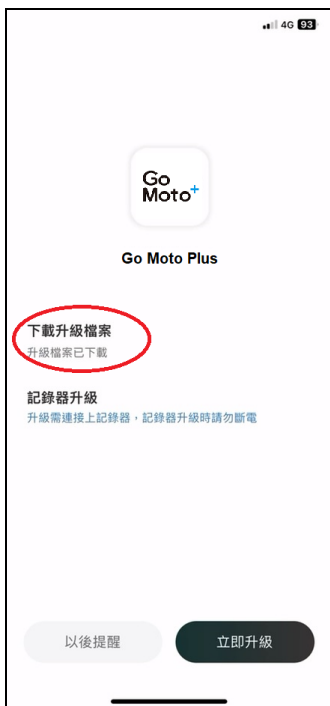 4G 93
Go
Moto+
Go Moto Plus
下載升級檔案
升級檔案已下載
記錄器升級
升級需連接上記錄器，記錄器升級時請勿斷電
以後提醒 立即升級